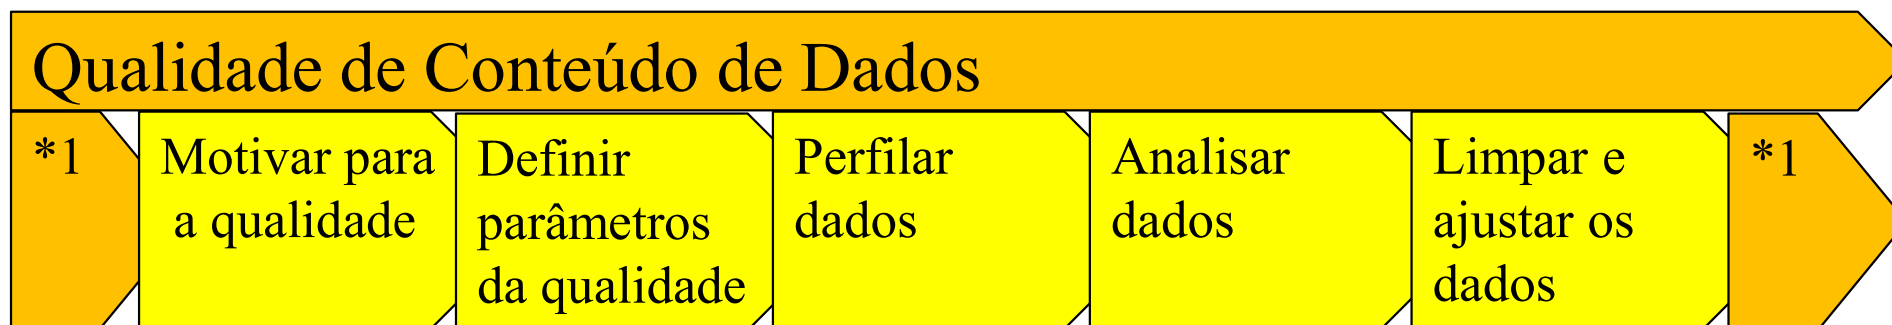 Qualidade de Conteúdo de Dados
*1
Motivar para
a qualidade
Definir
parâmetros
da qualidade
Perfilar
dados
Analisar
dados
Limpar e
ajustar os
dados
*1